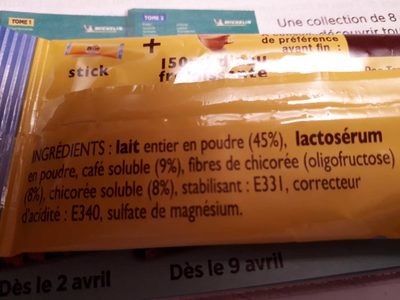 TOME 1
MICHELIN
TOME 2
MICHELIN
Une collection de 8
de préférence
avant fin :
stick
+
INGRÉDIENTS : lait entier en poudre (45%), lactosérum
en poudre, café soluble (9%), fibres de chicorée (oligofructose)
(8%), chicorée soluble (8%), stabilisant : E331, correcteur
d'acidité : E340, sulfate de magnésium.
Dès le 2 avril
Dès le 9 avril